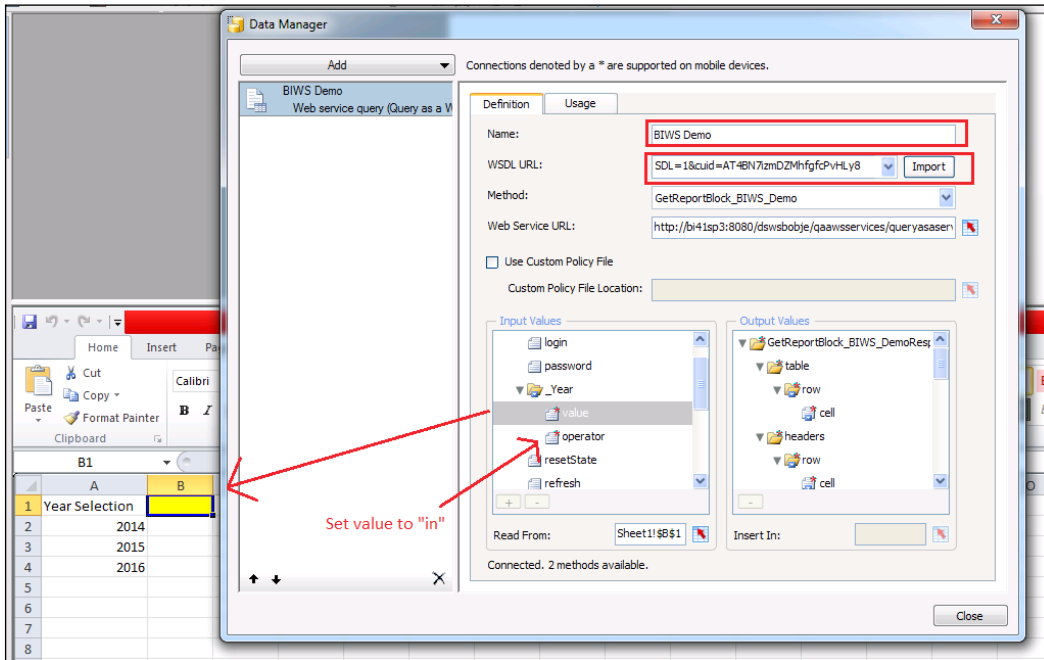 Data Manager
Add
Connections denoted by a * are supported on mobile devices.
BIWS Demo
Web service query (Query as a W
Definition
Usage
Name:
BIWS Demo
WSDL URL:
SDL=1&cuid=AT4BN7izmDZMhfgfcPvHLy8
Import
Method:
GetReportBlock_BIWS_Demo
Web Service URL:
http://bi41sp3:8080/dswsbobje/qaawsservices/queryasaserv
Use Custom Policy File
Custom Policy File Location:
Input Values
login
password
_Year
value
operator
resetState
refresh
+ -
Read From:
Sheet1!$B$1
Output Values
GetReportBlock_BIWS_DemoResp
table
row
cell
headers
row
cell
-
Insert In:
Connected. 2 methods available.
Close
Set value to "in"
Home Insert Pa
Cut
Copy
Format Painter
Paste
Clipboard
Calibri
B I
B1
A B
1 Year Selection
2 2014
3 2015
4 2016
5
6
7
8
O